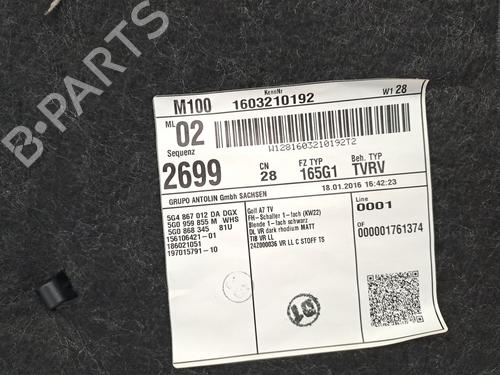 KennNr
M100 1603210192 W1 28
ML
02
Sequenz
W1281603210192T2
2699
CN
28
FZ TYP
165G1
Beh. TYP
TVRV
GRUPO ANTOLIN GmbH SACHSEN
18.01.2016 16:42:23
5G4 867 012 DA DGX
5G0 959 855 M WHS
5G0 868 345 81U
156106421-01
186021051
197015791-10
Golf A7 TV
FH-Schalter 1-fach (KW22)
Blende 1-fach schwarz
DL VR dark rhodium MATT
TIB VR LL
24Z000036 VR LL C STOFF TS
Line
0001
OF
000001761374
B-PARTS